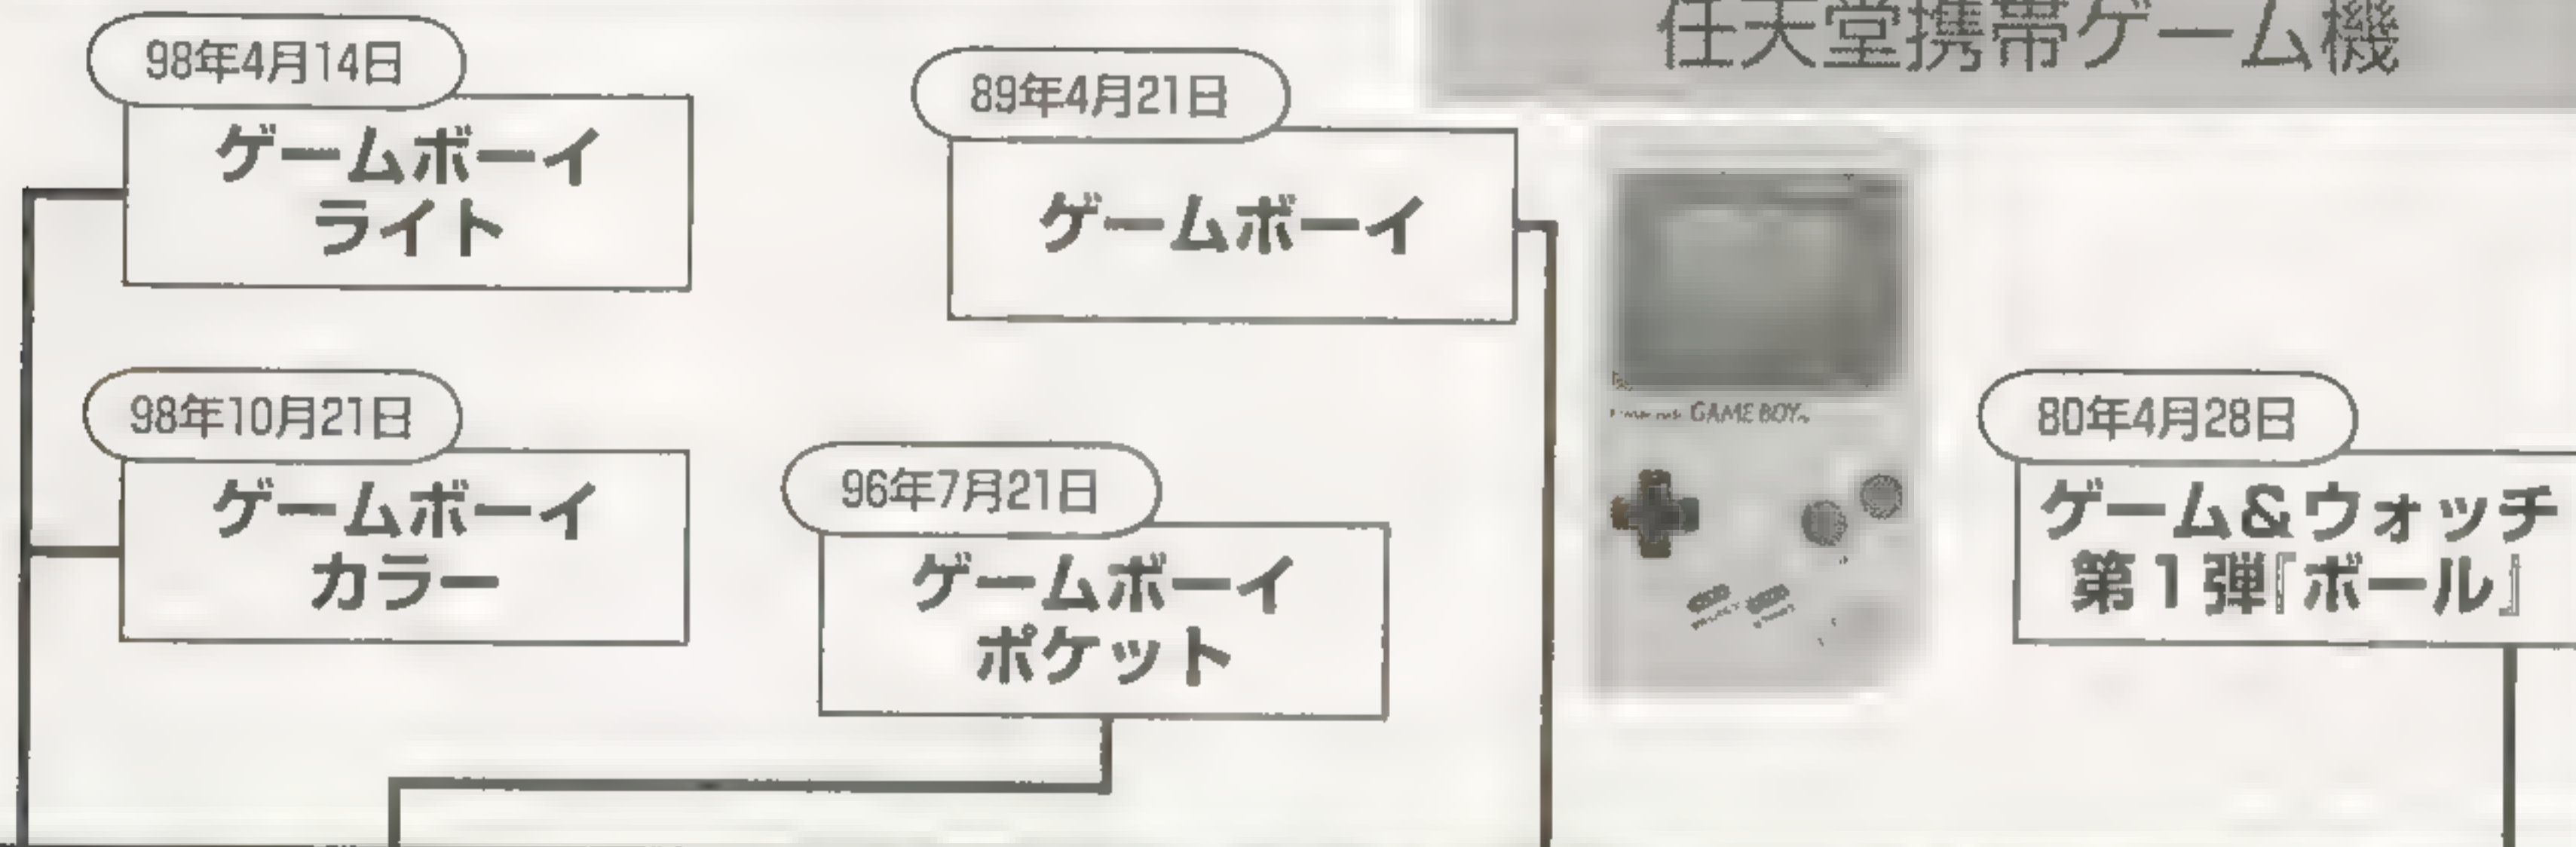 任天堂携帯ゲーム機
80年4月28日
ゲーム&ウォッチ
第1弾『ボール』
89年4月21日
ゲームボーイ
GAME BOY
96年7月21日
ゲームボーイ
ポケット
98年4月14日
ゲームボーイ
ライト
98年10月21日
ゲームボーイ
カラー